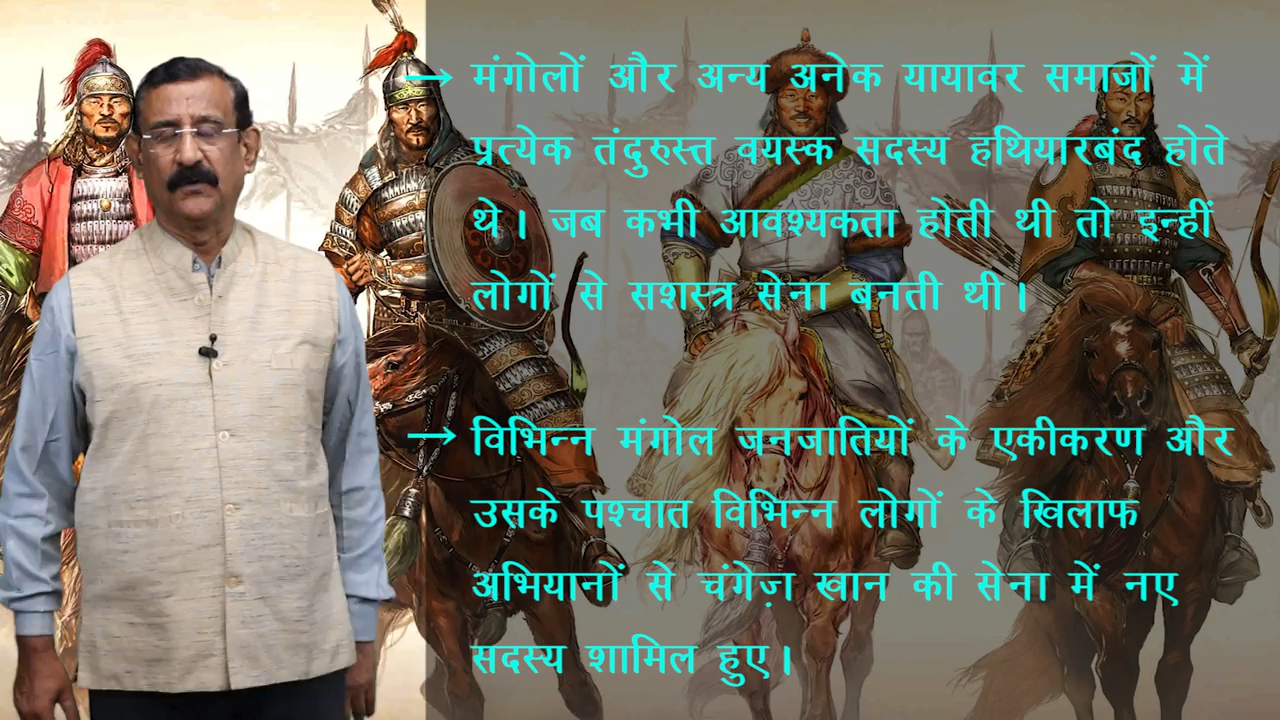 → मंगोलों और अन्य अनेक यायावर समाजों में
प्रत्येक तंदुरुस्त वयस्क सदस्य हथियारबंद होते
थे। जब कभी आवश्यकता होती थी तो इन्हीं
लोगों से सशस्त्र सेना बनती थी।
→ विभिन्न मंगोल जनजातियों के एकीकरण और
उसके पश्चात विभिन्न लोगों के खिलाफ
अभियानों से चंगेज़ खान की सेना में नए
सदस्य शामिल हुए।